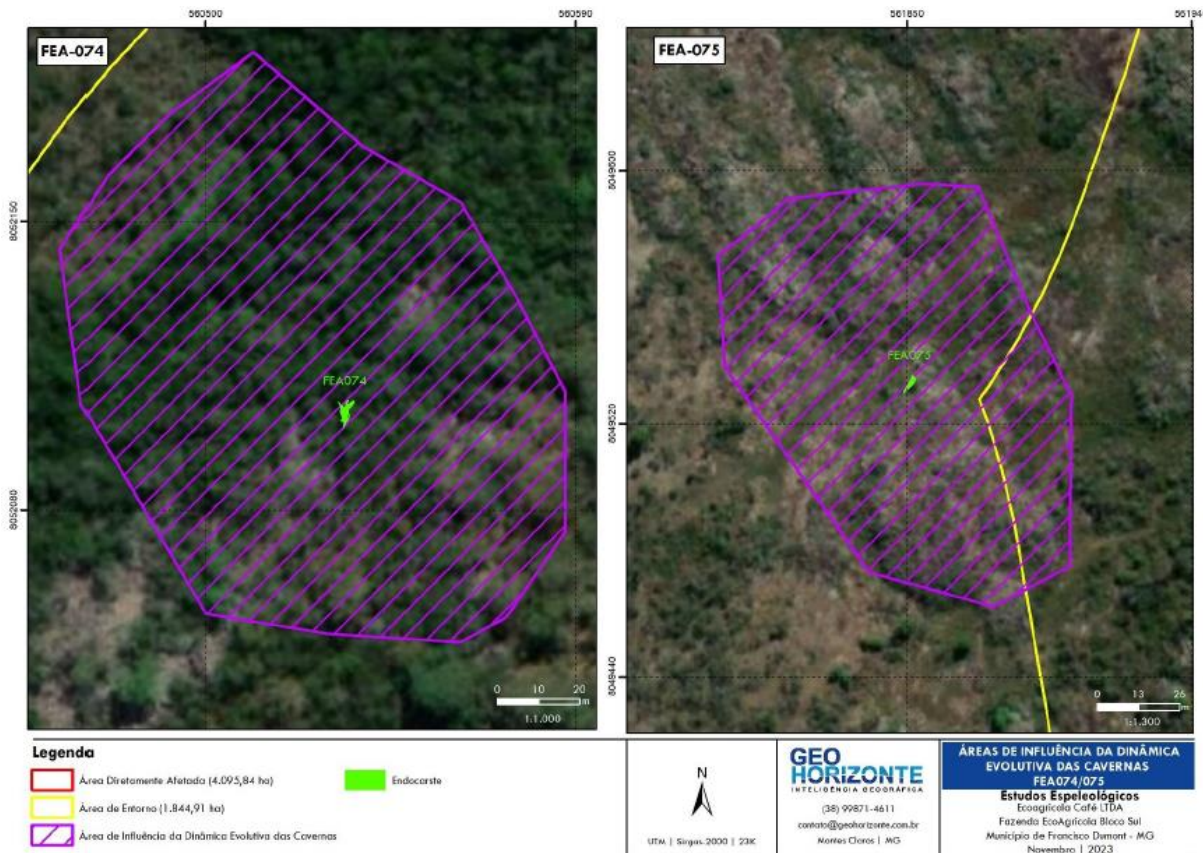 560500
560590
561850
561940
FEA-074
FEA-075
8052150
8052080
8049600
8049520
8049440
FEA074
FEA075
0 10 20
m
1:1.000
0 13 26
m
1:1.300
Legenda
Área Diretamente Afetada (4.095,84 ha)
Endocarste
Área de Entorno (1.844,91 ha)
Área de Influência da Dinâmica Evolutiva das Cavernas
N
UTM | Sirgas 2000 | 23K
GEO
HORIZONTE
INTELIGÊNCIA GEOGRÁFICA
(38) 99871-4611
contato@geohorizonte.com.br
Montes Claros | MG
ÁREAS DE INFLUÊNCIA DA DINÂMICA
EVOLUTIVA DAS CAVERNAS
FEA074/075
Estudos Espeleológicos
Ecoagrícola Café LTDA
Fazenda EcoAgrícola Bloco Sul
Município de Francisco Dumont - MG
Novembro | 2023